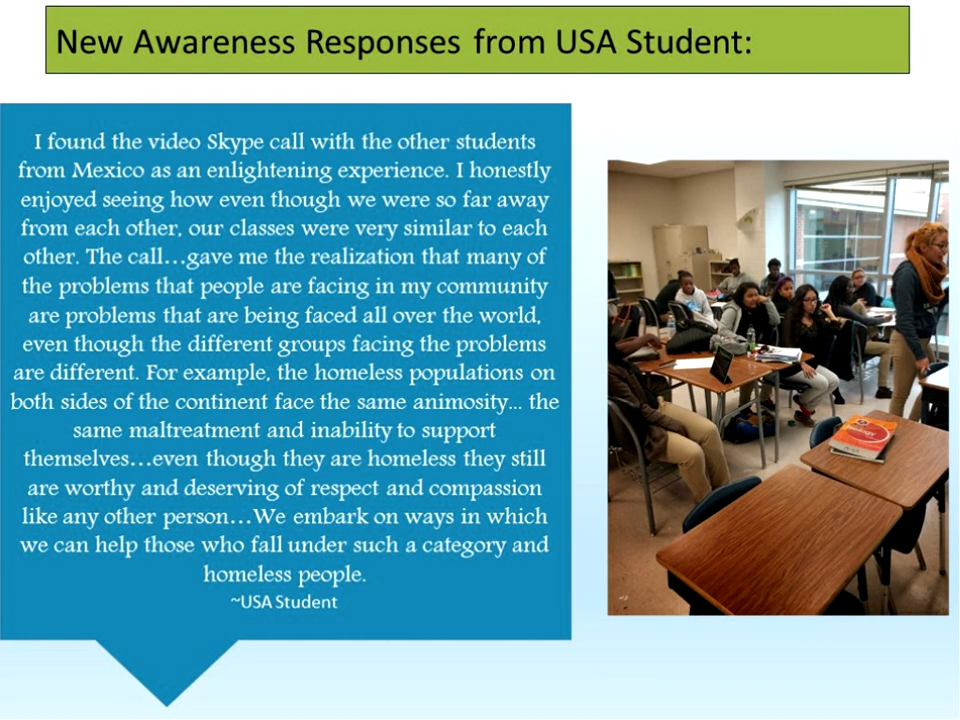 New Awareness Responses from USA Student:
I found the video Skype call with the other students
from Mexico as an enlightening experience. I honestly
enjoyed seeing how even though we were so far away
from each other, our classes were very similar to each
other. The call…gave me the realization that many of
the problems that people are facing in my community
are problems that are being faced all over the world,
even though the different groups facing the problems
are different. For example, the homeless populations on
both sides of the continent face the same animosity... the
same maltreatment and inability to support
themselves…even though they are homeless they still
are worthy and deserving of respect and compassion
like any other person…We embark on ways in which
we can help those who fall under such a category and
homeless people.
~USA Student